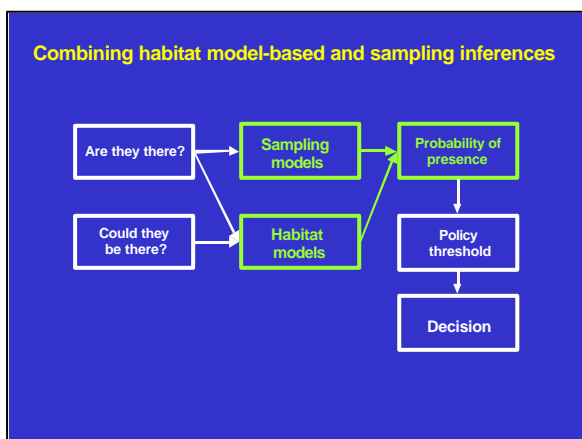 Combining habitat model-based and sampling inferences
Are they there?
Sampling
models
Probability of
presence
Could they
be there?
Habitat
models
Policy
threshold
Decision